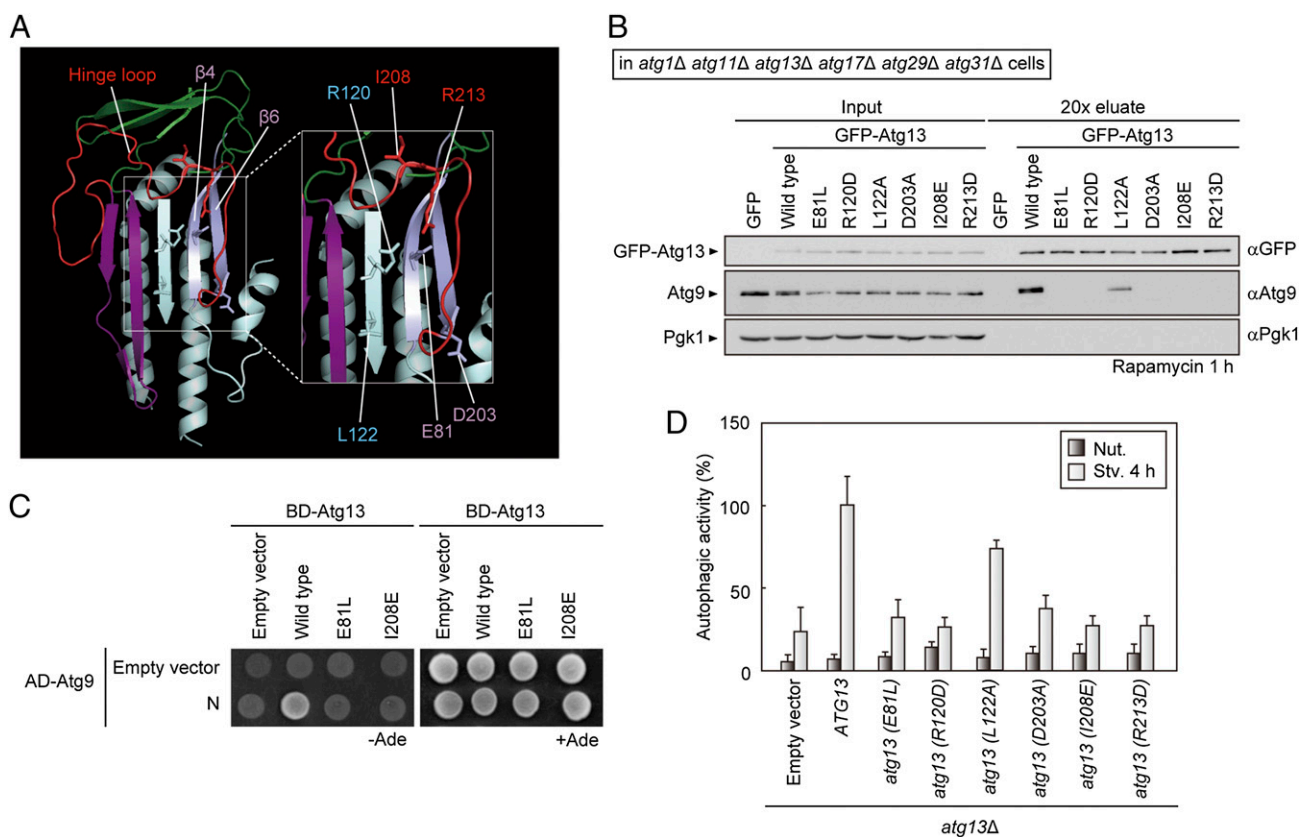 A
Hinge loop
β4
R120
I208
R213
β6
L122
E81
D203
B
in atg1Δ atg11Δ atg13Δ atg17Δ atg29Δ atg31Δ cells
Input
20x eluate
GFP-Atg13
GFP-Atg13
GFP
Wild type
E81L
R120D
L122A
D203A
I208E
R213D
GFP
Wild type
E81L
R120D
L122A
D203A
I208E
R213D
GFP-Atg13
αGFP
Atg9
αAtg9
Pgk1
αPgk1
Rapamycin 1 h
C
BD-Atg13
BD-Atg13
Empty vector
Wild type
E81L
I208E
Empty vector
Wild type
E81L
I208E
AD-Atg9
Empty vector
N
-Ade
+Ade
D
Autophagic activity (%)
150
100
50
0
Nut.
Stv. 4 h
Empty vector
ATG13
atg13 (E81L)
atg13 (R120D)
atg13 (L122A)
atg13 (D203A)
atg13 (I208E)
atg13 (R213D)
atg13Δ